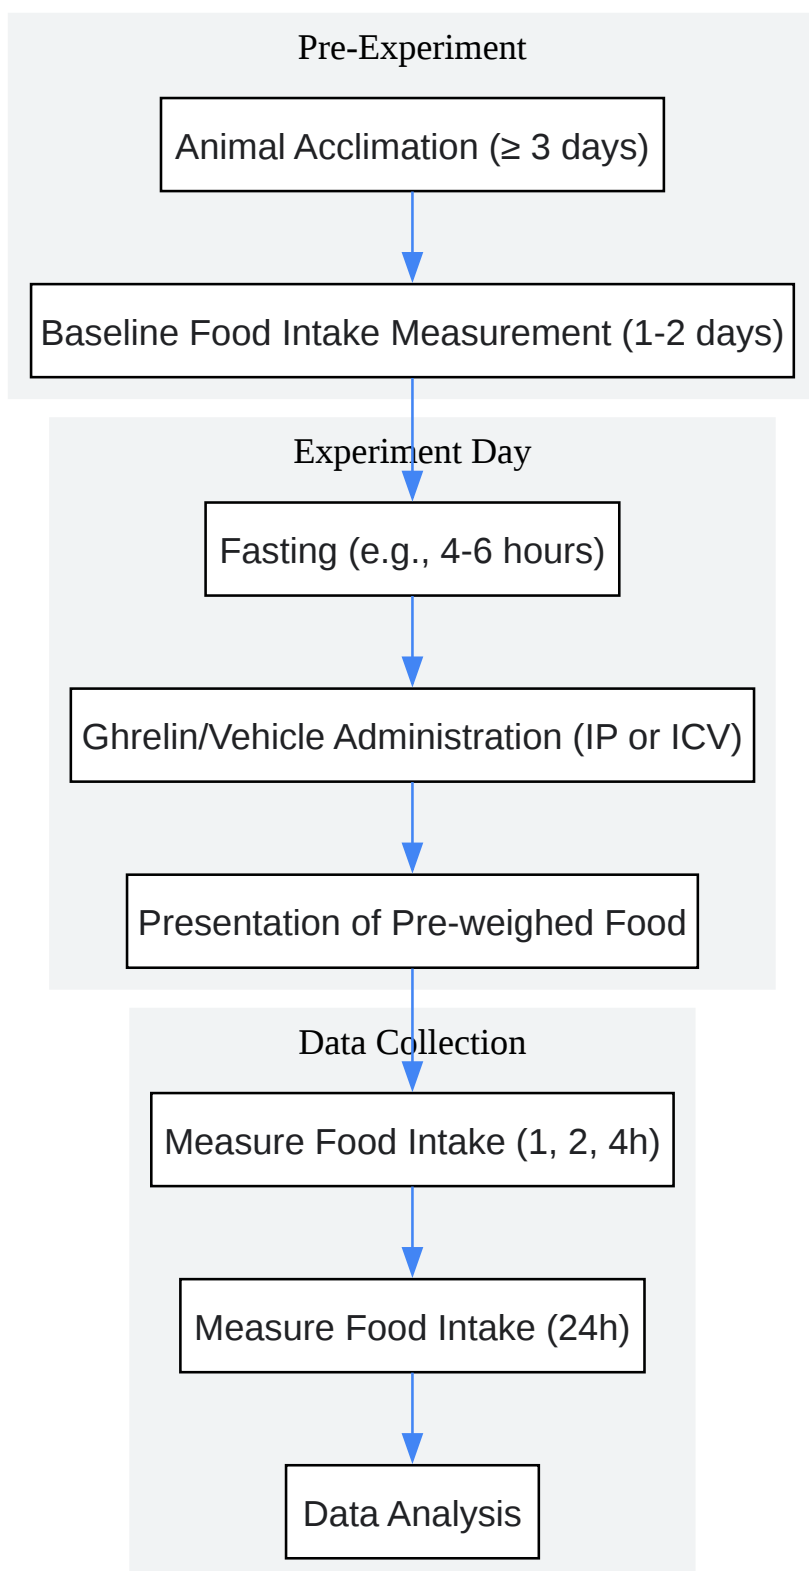 Pre-Experiment
Animal Acclimation (≥ 3 days)
Baseline Food Intake Measurement (1-2 days)
Experiment Day
Fasting (e.g., 4-6 hours)
Ghrelin/Vehicle Administration (IP or ICV)
Presentation of Pre-weighed Food
Data Collection
Measure Food Intake (1, 2, 4h)
Measure Food Intake (24h)
Data Analysis